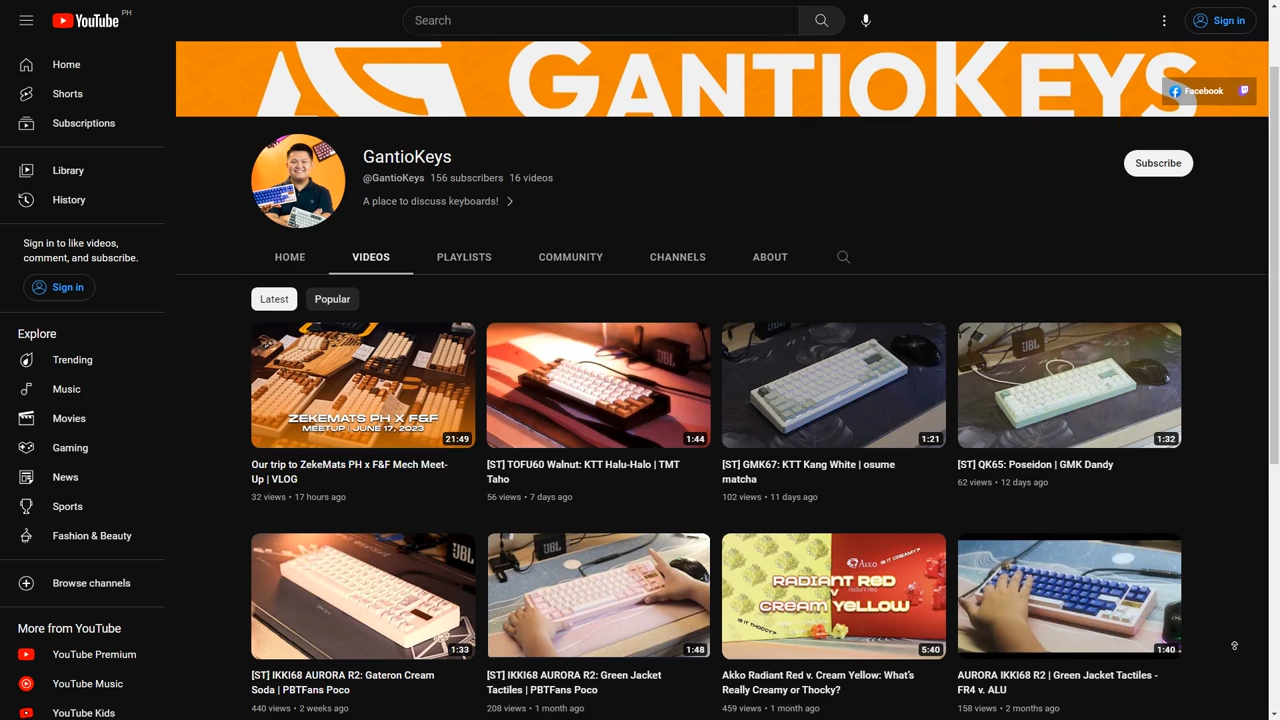 YouTube PH
Search
Sign in
Home
Shorts
Subscriptions
Library
History
Sign in to like videos,
comment, and subscribe.
Sign in
Explore
Trending
Music
Movies
Gaming
News
Sports
Fashion & Beauty
Browse channels
More from YouTube
YouTube Premium
YouTube Music
YouTube Kids
GANTIOKEYS
Facebook
GantioKeys
@GantioKeys 156 subscribers 16 videos
A place to discuss keyboards!
Subscribe
HOME VIDEOS PLAYLISTS COMMUNITY CHANNELS ABOUT
Latest Popular
ZEKEMATS PH X F&F
MEETUP | JUNE 17, 2023
21:49
Our trip to ZekeMats PH x F&F Mech Meet-
Up | VLOG
32 views • 17 hours ago
1:44
[ST] TOFU60 Walnut: KTT Halu-Halo | TMT
Taho
56 views • 7 days ago
1:21
[ST] GMK67: KTT Kang White | osume
matcha
102 views • 11 days ago
JBL
1:32
[ST] QK65: Poseidon | GMK Dandy
62 views • 12 days ago
JBL
1:33
[ST] IKKI68 AURORA R2: Gateron Cream
Soda | PBTFans Poco
440 views • 2 weeks ago
JBL
1:48
[ST] IKKI68 AURORA R2: Green Jacket
Tactiles | PBTFans Poco
208 views • 1 month ago
Akko
IS IT CREAMY?
RADIANT RED
V
CREAM YELLOW
IS IT THOCCY?
5:40
Akko Radiant Red v. Cream Yellow: What's
Really Creamy or Thocky?
459 views • 1 month ago
1:40
AURORA IKKI68 R2 | Green Jacket Tactiles -
FR4 v. ALU
158 views • 2 months ago